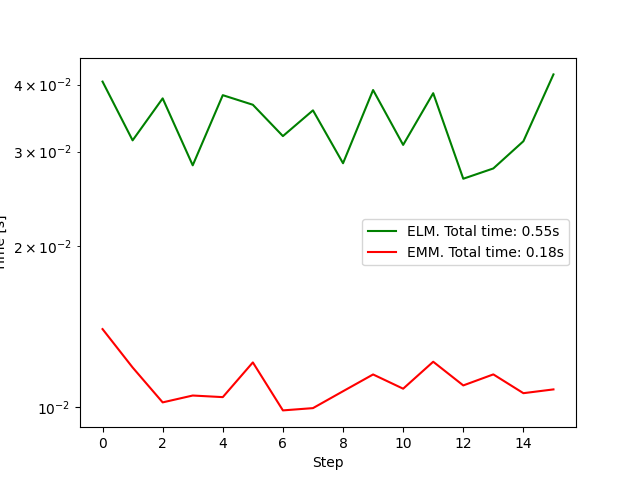 4 × 10⁻²
3 × 10⁻²
2 × 10⁻²
10⁻²
Time [s]
ELM. Total time: 0.55s
EMM. Total time: 0.18s
0 2 4 6 8 10 12 14
Step